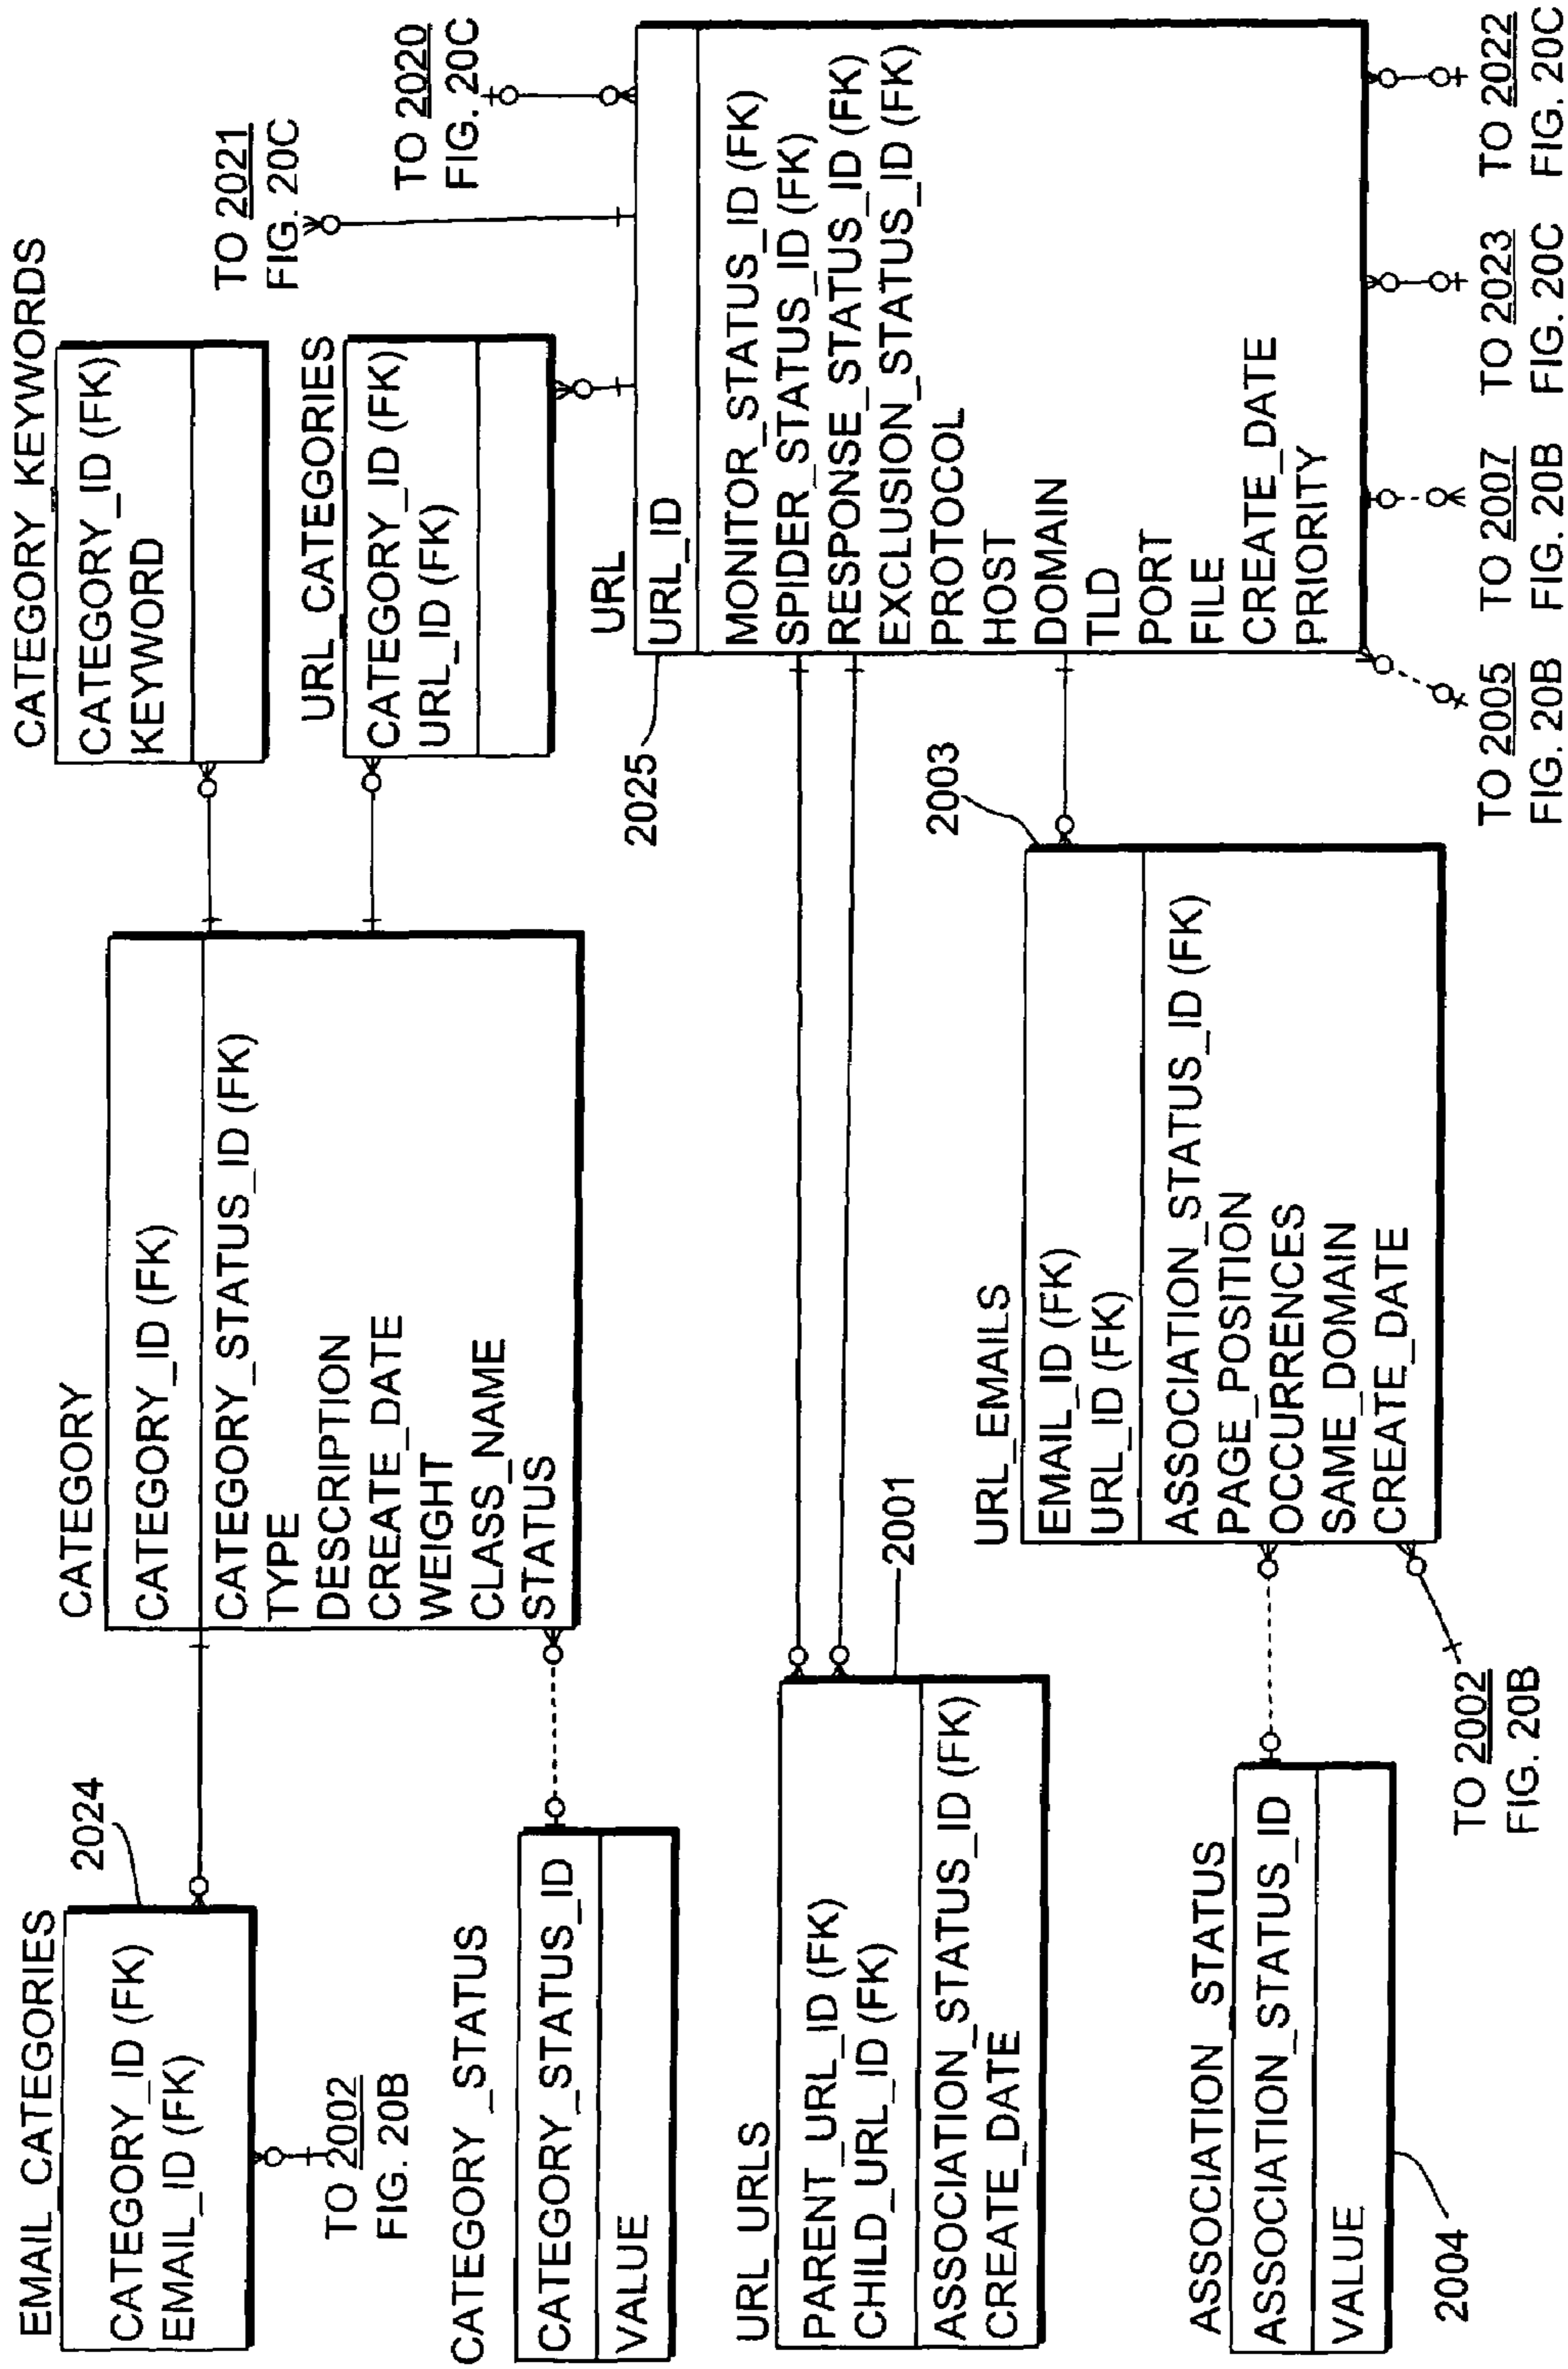 EMAIL_CATEGORIES
CATEGORY_ID (FK)
EMAIL_ID (FK)
2024
TO 2002
FIG. 20B
CATEGORY_STATUS
CATEGORY_STATUS_ID
VALUE
CATEGORY
CATEGORY_ID (FK)
CATEGORY_STATUS_ID (FK)
TYPE
DESCRIPTION
CREATE_DATE
WEIGHT
CLASS_NAME
STATUS
CATEGORY_KEYWORDS
CATEGORY_ID (FK)
KEYWORD
URL_CATEGORIES
CATEGORY_ID (FK)
URL_ID (FK)
TO 2021
FIG. 20C
TO 2020
FIG. 20C
URL_URLS
PARENT_URL_ID (FK)
CHILD_URL_ID (FK)
ASSOCIATION_STATUS_ID (FK)
CREATE_DATE
2001
2025
URL
URL_ID
MONITOR_STATUS_ID (FK)
SPIDER_STATUS_ID (FK)
RESPONSE_STATUS_ID (FK)
EXCLUSION_STATUS_ID (FK)
PROTOCOL
HOST
DOMAIN
TLD
PORT
FILE
CREATE_DATE
PRIORITY
URL_EMAILS
2003
EMAIL_ID (FK)
URL_ID (FK)
ASSOCIATION_STATUS_ID (FK)
PAGE_POSITION
OCCURRENCES
SAME_DOMAIN
CREATE_DATE
ASSOCIATION_STATUS
ASSOCIATION_STATUS_ID
VALUE
2004
TO 2002
FIG. 20B
TO 2005
FIG. 20B
TO 2007
FIG. 20B
TO 2023
FIG. 20C
TO 2022
FIG. 20C